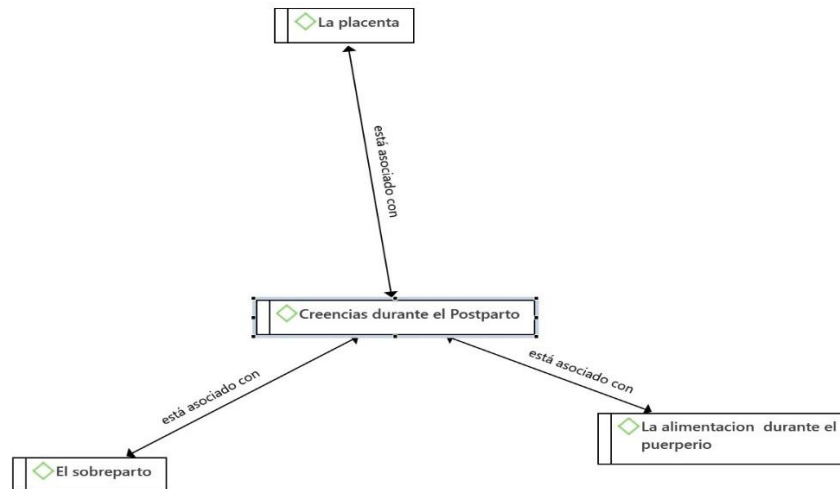 La placenta
está asociado con
Creencias durante el Postparto
está asociado con
está asociado con
La alimentacion durante el
puerperio
El sobreparto